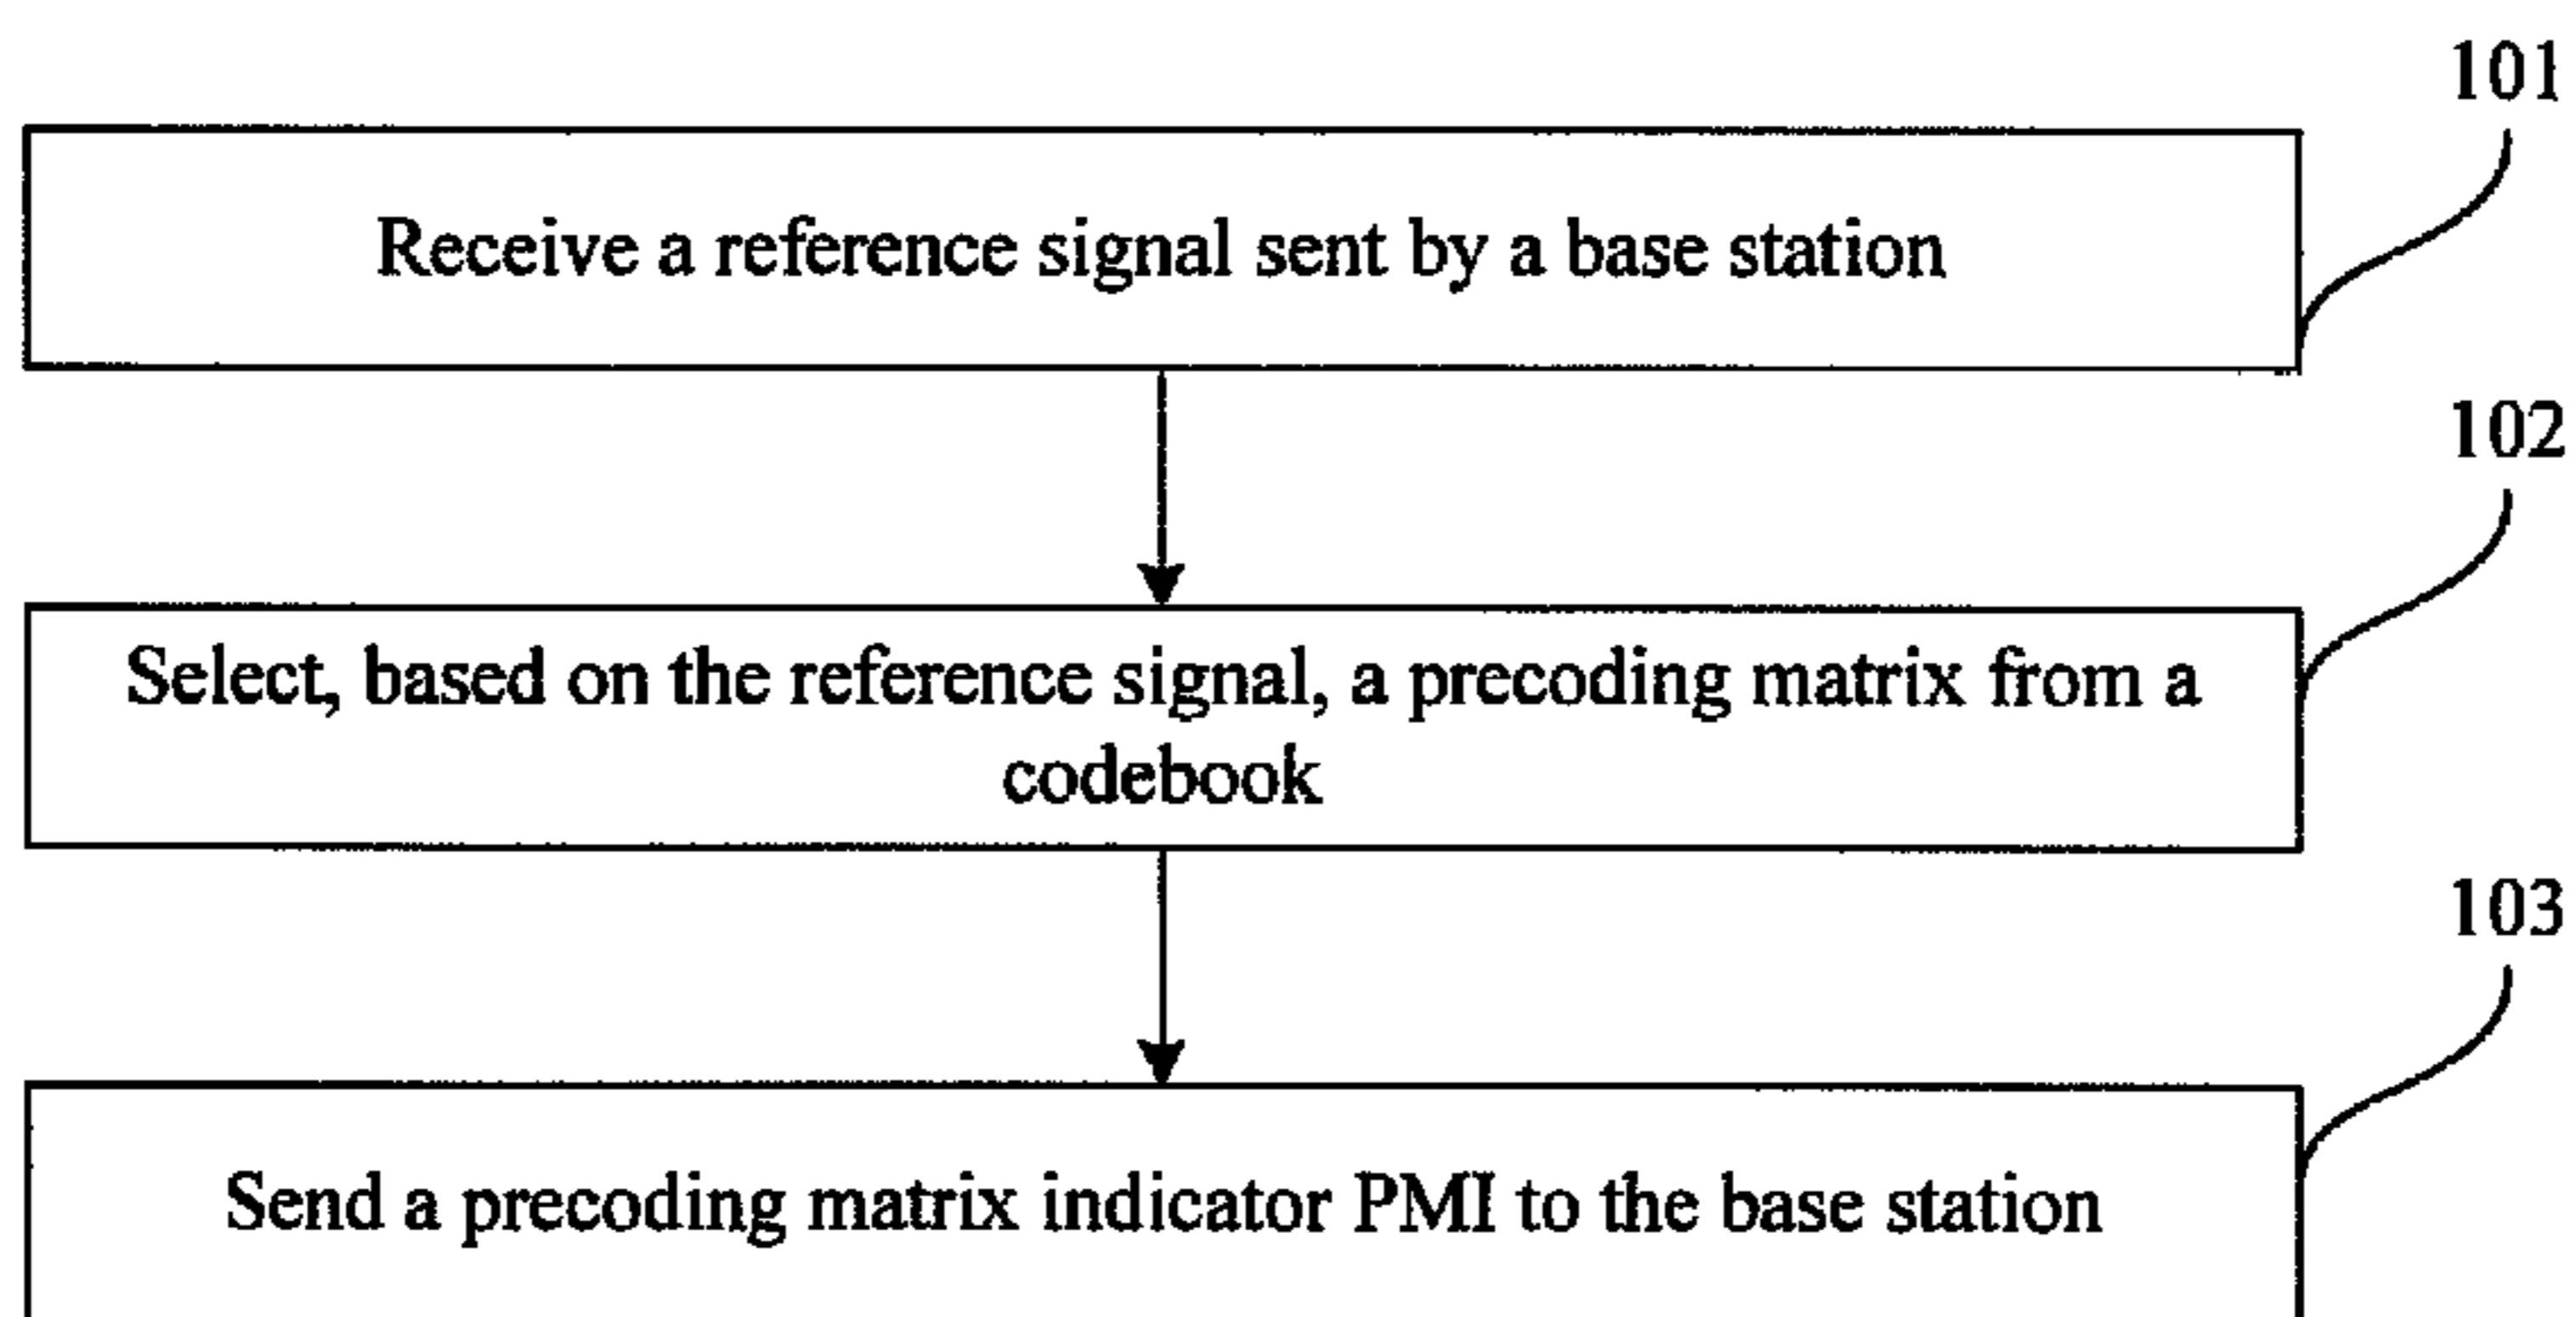 101
Receive a reference signal sent by a base station
102
Select, based on the reference signal, a precoding matrix from a
codebook
103
Send a precoding matrix indicator PMI to the base station